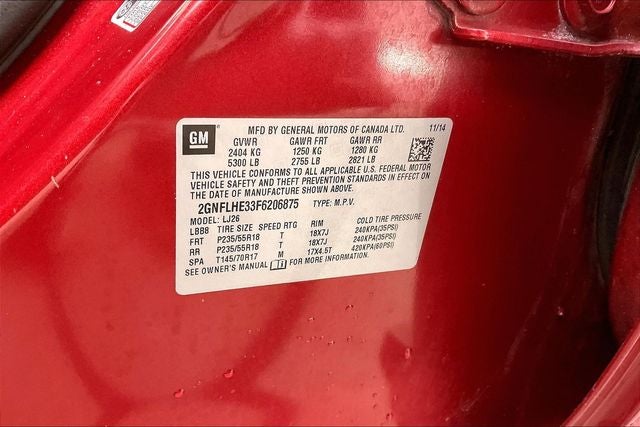 GM
MFD BY GENERAL MOTORS OF CANADA LTD. 11/14
GVWR GAWR FRT GAWR RR
2404 KG 1250 KG 1280 KG
5300 LB 2755 LB 2821 LB
THIS VEHICLE CONFORMS TO ALL APPLICABLE U.S. FEDERAL MOTOR
VEHICLE SAFETY AND THEFT PREVENTION STANDARDS IN EFFECT ON
THE DATE OF MANUFACTURE SHOWN ABOVE.
2GNFLHE33F6206875 TYPE: M.P.V.
MODEL: LJ26
LBB8 TIRE SIZE SPEED RTG RIM COLD TIRE PRESSURE
FRT P235/55R18 T 18X7J 240KPA(35PSI)
RR P235/55R18 T 18X7J 240KPA(35PSI)
SPA T145/70R17 M 17X4.5T 420KPA(60PSI)
SEE OWNER'S MANUAL FOR MORE INFORMATION